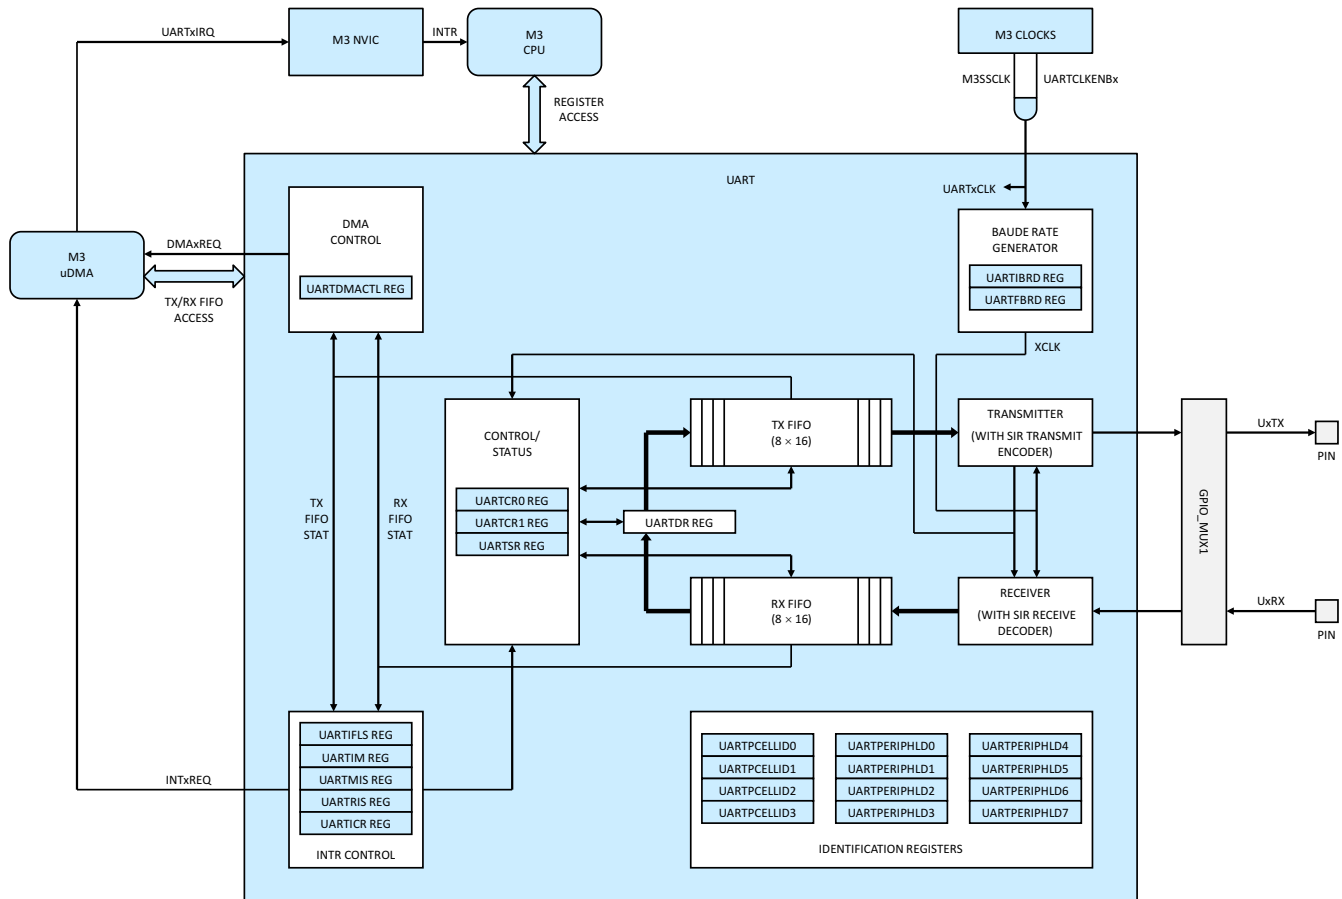 UARTxIRQ
M3 NVIC
INTR
M3
CPU
M3 CLOCKS
M3SSCLK
UARTCLKENBx
REGISTER
ACCESS
UART
UARTxCLK
DMA
CONTROL
UARTDMACTL REG
DMAxREQ
M3
uDMA
TX/RX FIFO
ACCESS
BAUDE RATE
GENERATOR
UARTIBRD REG
UARTFBRD REG
XCLK
CONTROL/
STATUS
UARTCR0 REG
UARTCR1 REG
UARTSR REG
TX FIFO
(8 × 16)
TRANSMITTER
(WITH SIR TRANSMIT
ENCODER)
UxTX
PIN
TX
FIFO
STAT
RX
FIFO
STAT
UARTDR REG
GPIO_MUX1
RX FIFO
(8 × 16)
RECEIVER
(WITH SIR RECEIVE
DECODER)
UxRX
PIN
INTxREQ
UARTIFLS REG
UARTIM REG
UARTMIS REG
UARTRIS REG
UARTICR REG
INTR CONTROL
UARTPCELLID0
UARTPCELLID1
UARTPCELLID2
UARTPCELLID3
UARTPERIPHLD0
UARTPERIPHLD1
UARTPERIPHLD2
UARTPERIPHLD3
UARTPERIPHLD4
UARTPERIPHLD5
UARTPERIPHLD6
UARTPERIPHLD7
IDENTIFICATION REGISTERS